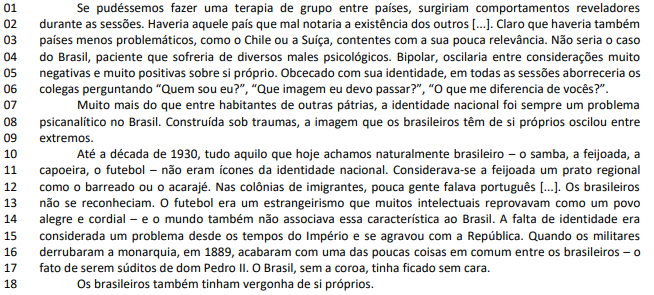 01 Se pudéssemos fazer uma terapia de grupo entre países, surgiriam comportamentos reveladores
02 durante as sessões. Haveria aquele país que mal notaria a existência dos outros [...]. Claro que haveria também
03 países menos problemáticos, como o Chile ou a Suíça, contentes com a sua pouca relevância. Não seria o caso
04 do Brasil, paciente que sofreria de diversos males psicológicos. Bipolar, oscilaria entre considerações muito
05 negativas e muito positivas sobre si próprio. Obcecado com sua identidade, em todas as sessões aborreceria os
06 colegas perguntando “Quem sou eu?”, “Que imagem eu devo passar?”, “O que me diferencia de vocês?”.
07 Muito mais do que entre habitantes de outras pátrias, a identidade nacional foi sempre um problema
08 psicanalítico no Brasil. Construída sob traumas, a imagem que os brasileiros têm de si próprios oscilou entre
09 extremos.
10 Até a década de 1930, tudo aquilo que hoje achamos naturalmente brasileiro – o samba, a feijoada, a
11 capoeira, o futebol – não eram ícones da identidade nacional. Considerava-se a feijoada um prato regional
12 como o barreado ou o acarajé. Nas colônias de imigrantes, pouca gente falava português [...]. Os brasileiros
13 não se reconheciam. O futebol era um estrangeirismo que muitos intelectuais reprovavam como um povo
14 alegre e cordial – e o mundo também não associava essa característica ao Brasil. A falta de identidade era
15 considerada um problema desde os tempos do Império e se agravou com a República. Quando os militares
16 derrubaram a monarquia, em 1889, acabaram com uma das poucas coisas em comum entre os brasileiros – o
17 fato de serem súditos de dom Pedro II. O Brasil, sem a coroa, tinha ficado sem cara.
18 Os brasileiros também tinham vergonha de si próprios.